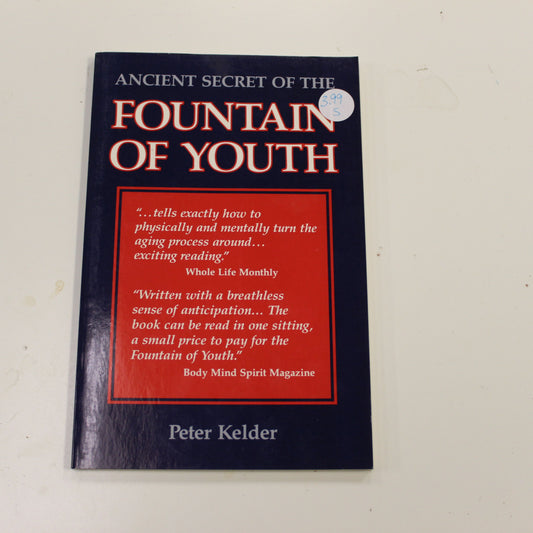 ANCIENT SECRET OF THE
FOUNTAIN
3.99
S
OF YOUTH
“...tells exactly how to
physically and mentally turn the
aging process around...
exciting reading.”
Whole Life Monthly
“Written with a breathless
sense of anticipation... The
book can be read in one sitting,
a small price to pay for the
Fountain of Youth.”
Body Mind Spirit Magazine
Peter Kelder